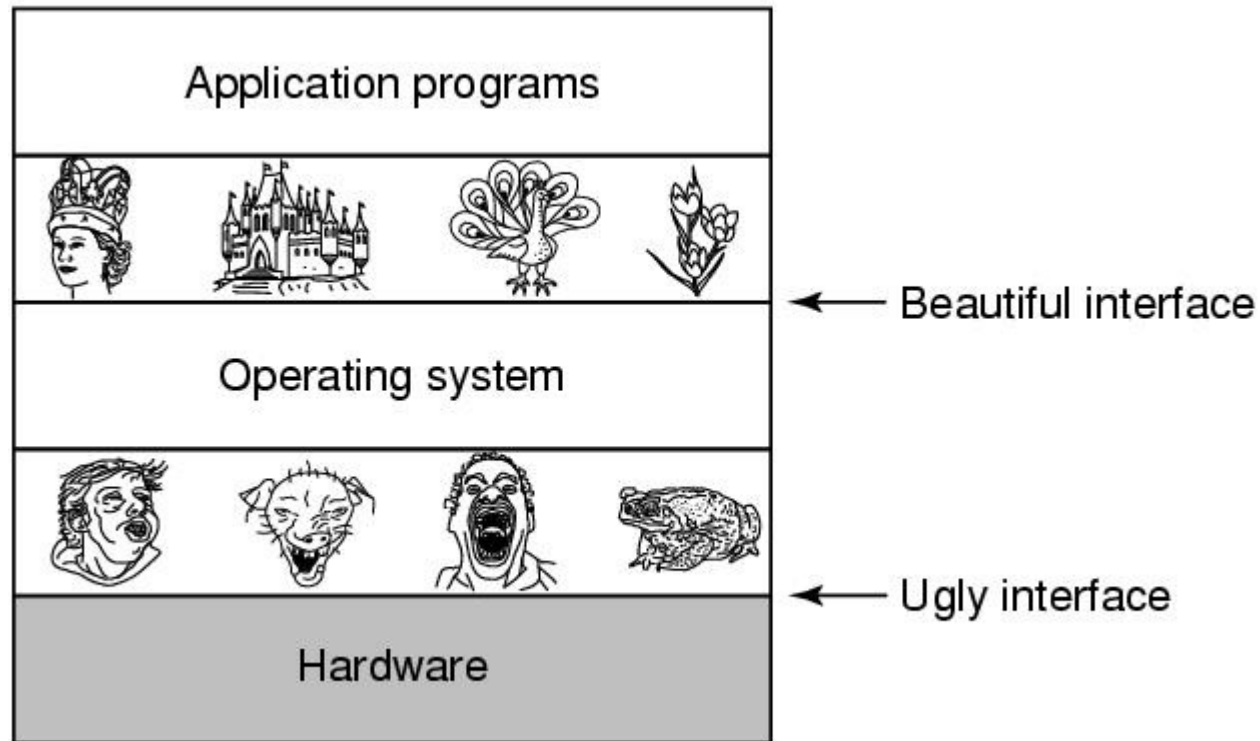 Application programs
Beautiful interface
Operating system
Ugly interface
Hardware